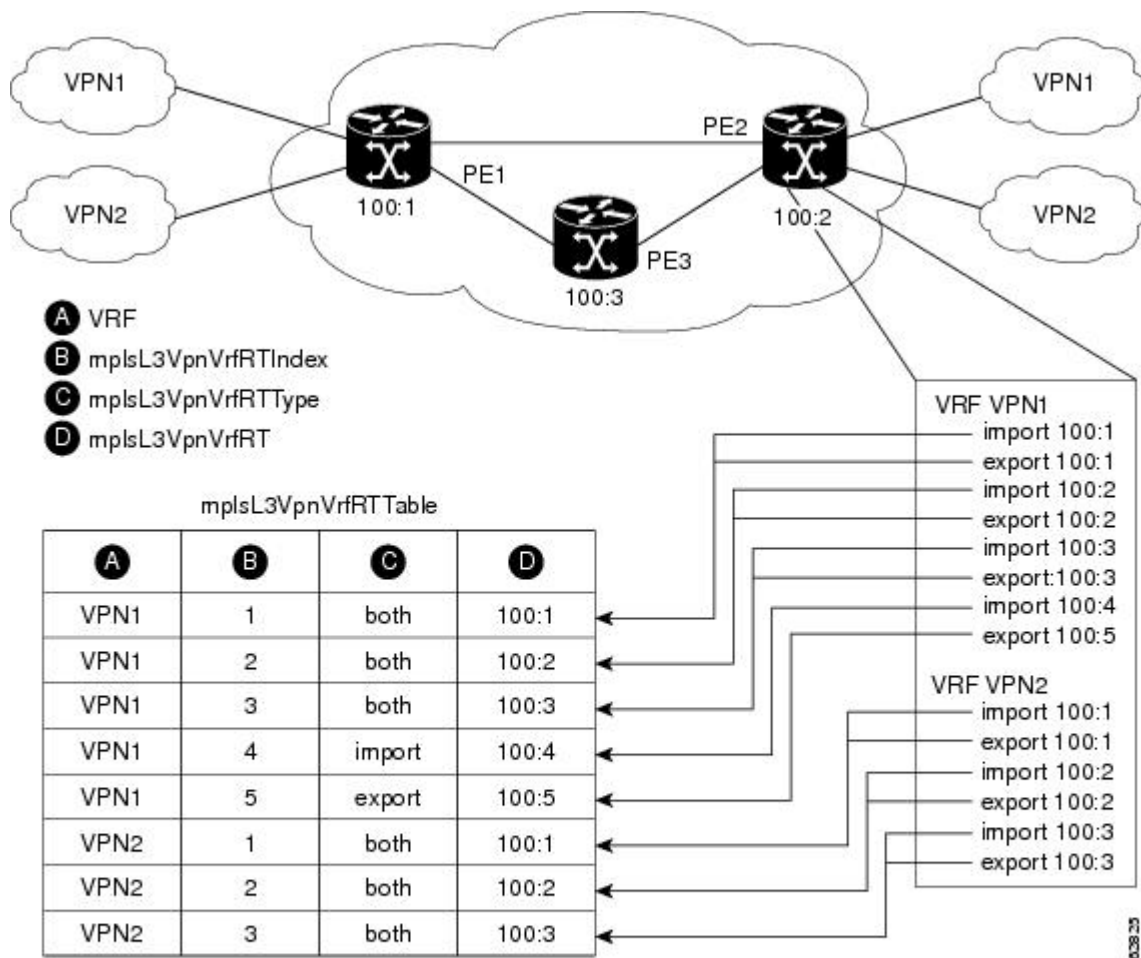 VPN1
VPN1
PE2
PE1
VPN2
VPN2
100:1
100:2
PE3
100:3
A VRF
B mplsL3VpnVrfRTIndex
C mplsL3VpnVrfRTType
D mplsL3VpnVrfRT
VRF VPN1
import 100:1
export 100:1
import 100:2
export 100:2
import 100:3
export:100:3
import 100:4
export 100:5
VRF VPN2
import 100:1
export 100:1
import 100:2
export 100:2
import 100:3
export 100:3
mplsL3VpnVrfRTTable
A B C D
VPN1 1 both 100:1
VPN1 2 both 100:2
VPN1 3 both 100:3
VPN1 4 import 100:4
VPN1 5 export 100:5
VPN2 1 both 100:1
VPN2 2 both 100:2
VPN2 3 both 100:3